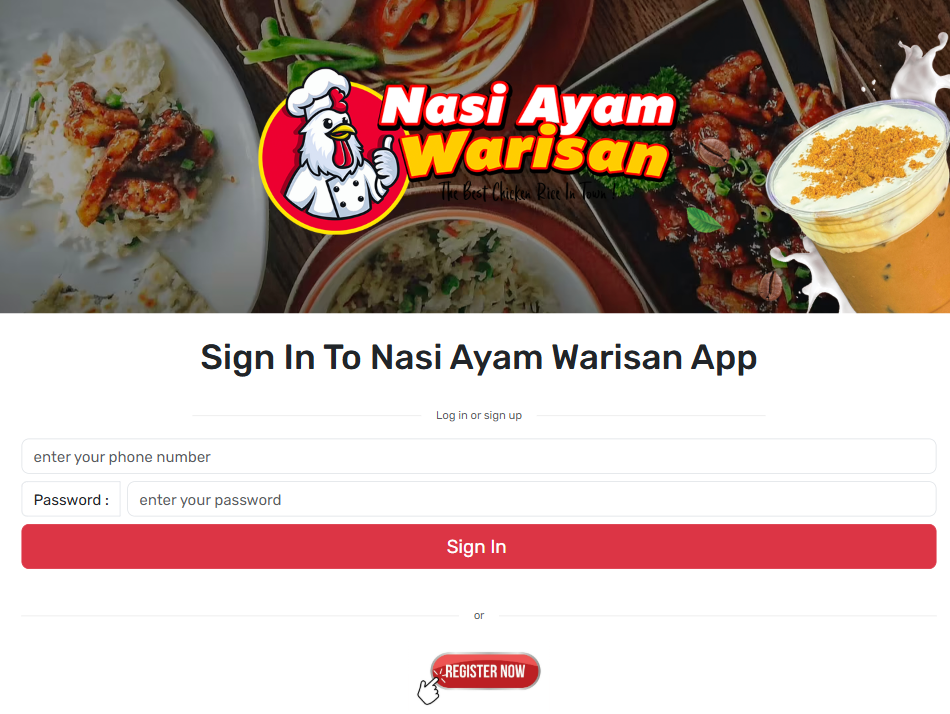 Nasi Ayam
Warisan
The Best Chicken Rice In Town
Sign In To Nasi Ayam Warisan App
Log in or sign up
enter your phone number
Password : enter your password
Sign In
or
REGISTER NOW